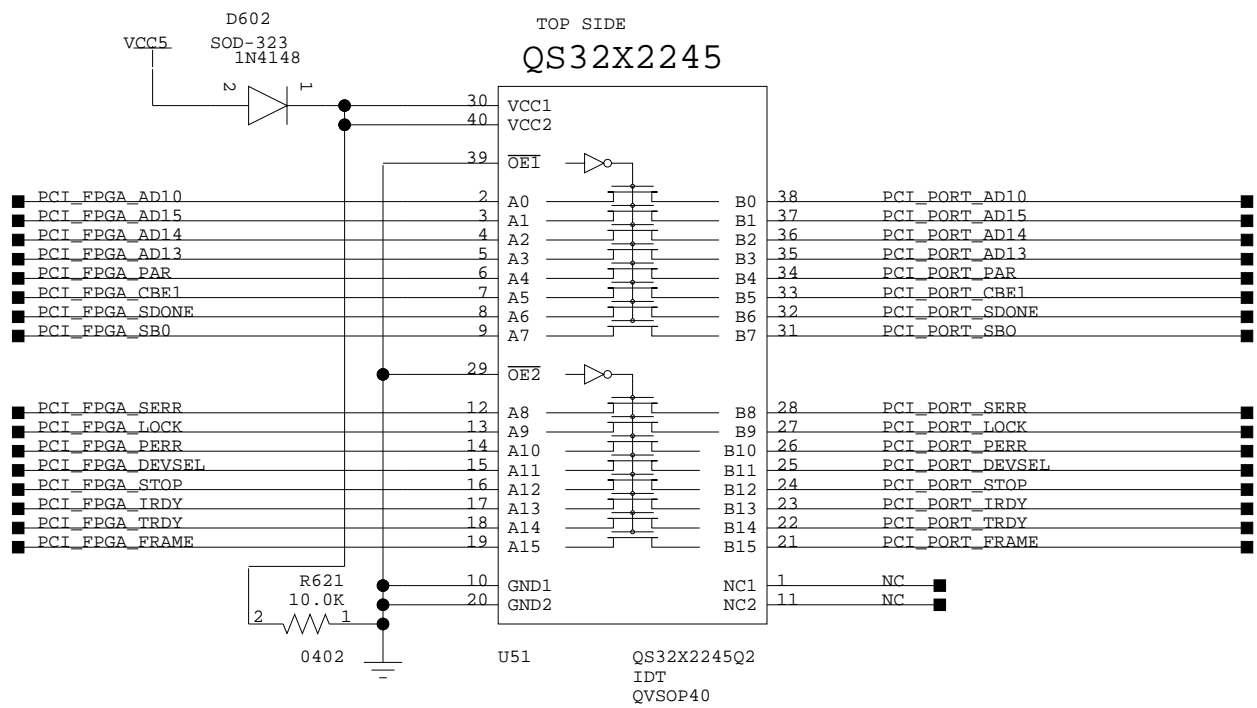 D602
TOP SIDE
VCC5
SOD-323
1N4148
QS32X2245
2
1
30 VCC1
40 VCC2
39 OE1
PCI_FPGA_AD10 2 A0 B0 38 PCI_PORT_AD10
PCI_FPGA_AD15 3 A1 B1 37 PCI_PORT_AD15
PCI_FPGA_AD14 4 A2 B2 36 PCI_PORT_AD14
PCI_FPGA_AD13 5 A3 B3 35 PCI_PORT_AD13
PCI_FPGA_PAR 6 A4 B4 34 PCI_PORT_PAR
PCI_FPGA_CBE1 7 A5 B5 33 PCI_PORT_CBE1
PCI_FPGA_SDONE 8 A6 B6 32 PCI_PORT_SDONE
PCI_FPGA_SB0 9 A7 B7 31 PCI_PORT_SBO
29 OE2
PCI_FPGA_SERR 12 A8 B8 28 PCI_PORT_SERR
PCI_FPGA_LOCK 13 A9 B9 27 PCI_PORT_LOCK
PCI_FPGA_PERR 14 A10 B10 26 PCI_PORT_PERR
PCI_FPGA_DEVSEL 15 A11 B11 25 PCI_PORT_DEVSEL
PCI_FPGA_STOP 16 A12 B12 24 PCI_PORT_STOP
PCI_FPGA_IRDY 17 A13 B13 23 PCI_PORT_IRDY
PCI_FPGA_TRDY 18 A14 B14 22 PCI_PORT_TRDY
PCI_FPGA_FRAME 19 A15 B15 21 PCI_PORT_FRAME
R621 10 GND1 NC1 1 NC
10.0K 20 GND2 NC2 11 NC
2 1
0402 U51 QS32X2245Q2
IDT
QVSOP40